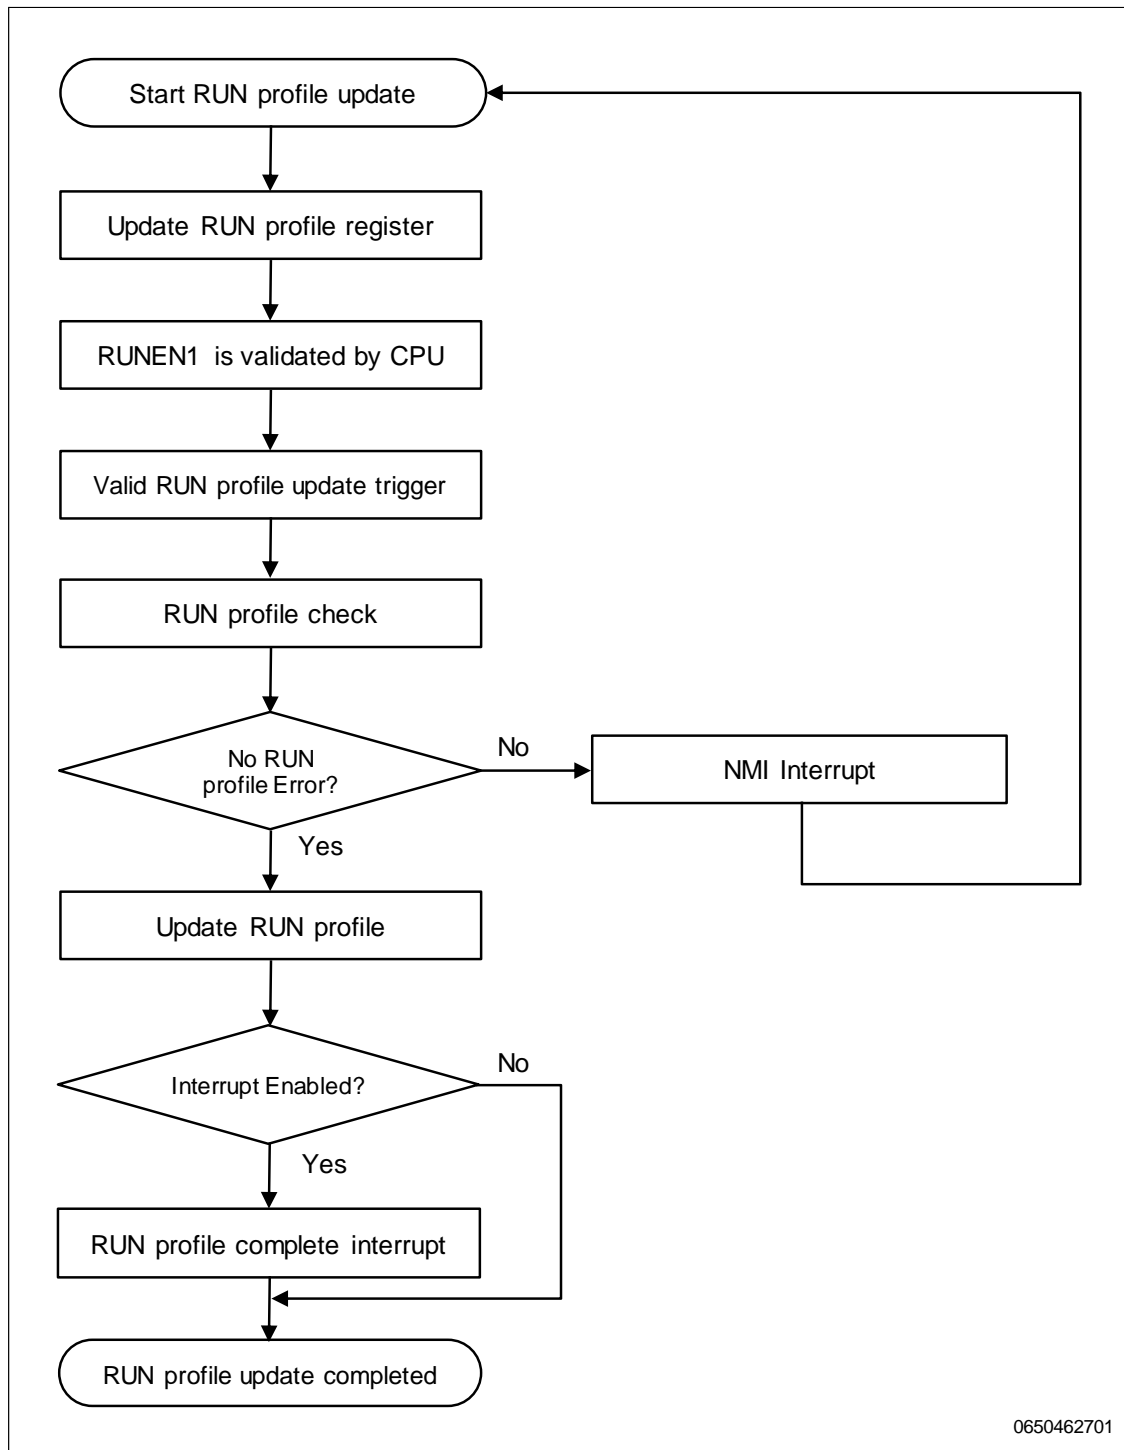 Start RUN profile update
Update RUN profile register
RUNEN1 is validated by CPU
Valid RUN profile update trigger
RUN profile check
No RUN
profile Error?
No
NMI Interrupt
Yes
Update RUN profile
Interrupt Enabled?
No
Yes
RUN profile complete interrupt
RUN profile update completed
0650462701